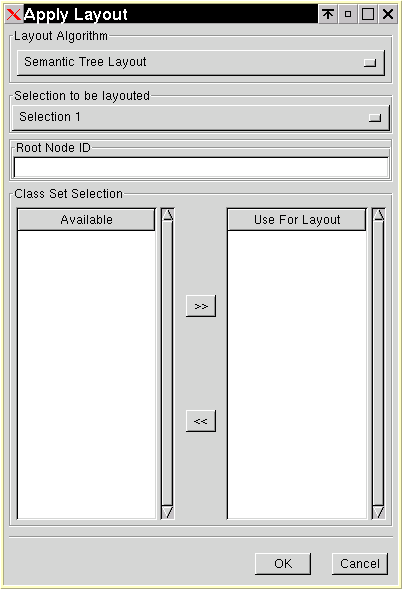 Apply Layout
Layout Algorithm
Semantic Tree Layout
Selection to be layouted
Selection 1
Root Node ID
Class Set Selection
Available
Use For Layout
>>
<<
OK
Cancel